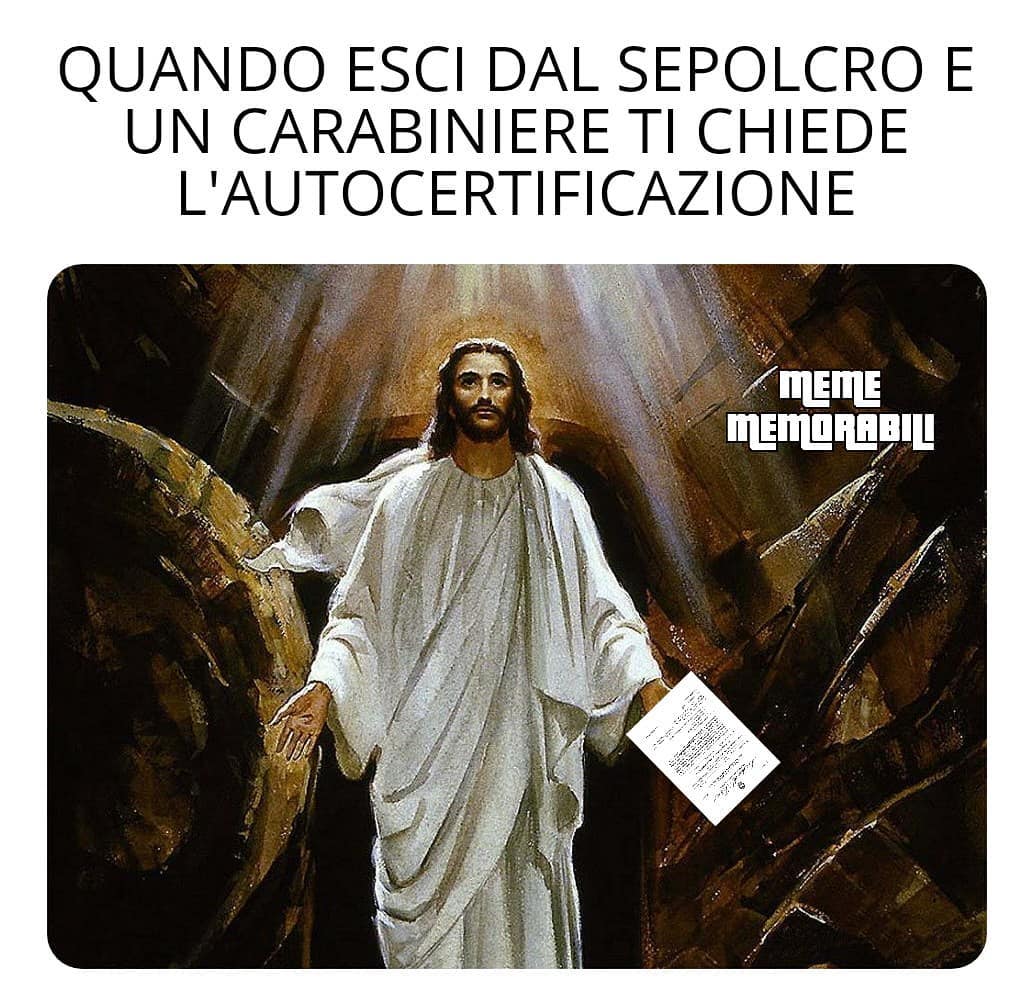 QUANDO ESCI DAL SEPOLCRO E
UN CARABINIERE TI CHIEDE
L'AUTOCERTIFICAZIONE
MEME
MEMORABILI